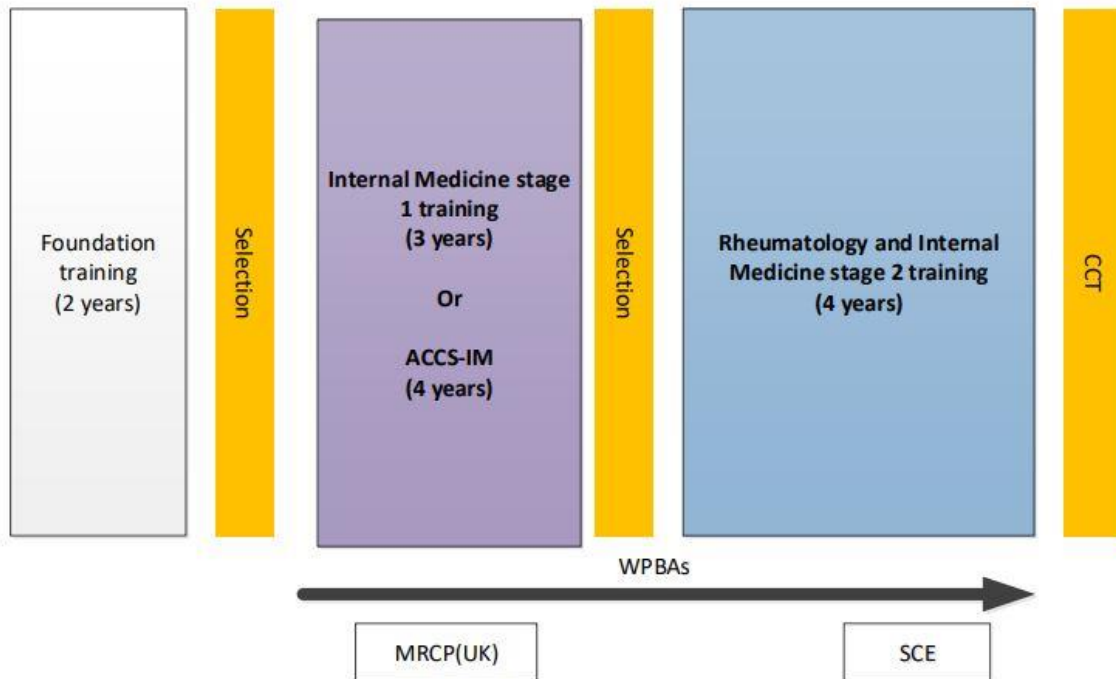 Foundation
training
(2 years)
Selection
Internal Medicine stage
1 training
(3 years)
Or
ACCS-IM
(4 years)
Selection
Rheumatology and Internal
Medicine stage 2 training
(4 years)
CCT
WPBAs
MRCP(UK)
SCE